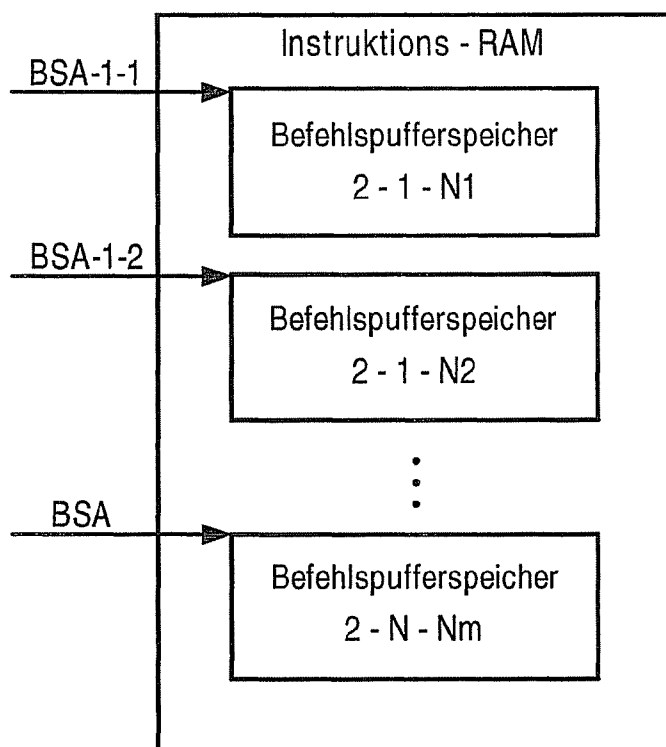 Instruktions - RAM
BSA-1-1
Befehlspufferspeicher
2 - 1 - N1
BSA-1-2
Befehlspufferspeicher
2 - 1 - N2
BSA
Befehlspufferspeicher
2 - N - Nm